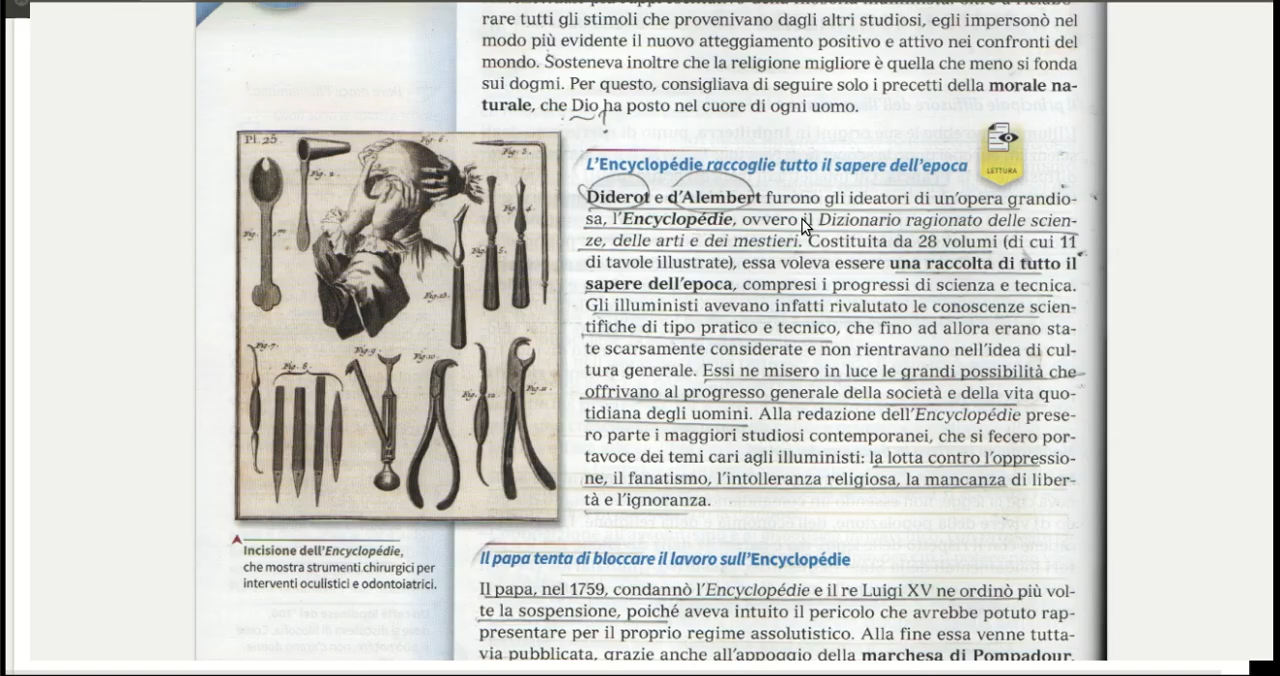 rare tutti gli stimoli che provenivano dagli altri studiosi, egli impersonò nel
modo più evidente il nuovo atteggiamento positivo e attivo nei confronti del
mondo. Sosteneva inoltre che la religione migliore è quella che meno si fonda
sui dogmi. Per questo, consigliava di seguire solo i precetti della morale na-
turale, che Dio ha posto nel cuore di ogni uomo.
L'Encyclopédie raccoglie tutto il sapere dell'epoca
LETTURA
Diderot e d'Alembert furono gli ideatori di un'opera grandio-
sa, l'Encyclopédie, ovvero il Dizionario ragionato delle scien-
ze, delle arti e dei mestieri. Costituita da 28 volumi (di cui 11
di tavole illustrate), essa voleva essere una raccolta di tutto il
sapere dell'epoca, compresi i progressi di scienza e tecnica.
Gli illuministi avevano infatti rivalutato le conoscenze scien-
tifiche di tipo pratico e tecnico, che fino ad allora erano sta-
te scarsamente considerate e non rientravano nell'idea di cul-
tura generale. Essi ne misero in luce le grandi possibilità che
offrivano al progresso generale della società e della vita quo-
tidiana degli uomini. Alla redazione dell'Encyclopédie prese-
ro parte i maggiori studiosi contemporanei, che si fecero por-
tavoce dei temi cari agli illuministi: la lotta contro l'oppressio-
ne, il fanatismo, l'intolleranza religiosa, la mancanza di liber-
tà e l'ignoranza.
Pl. 25.
Fig. 6.
Fig. 3.
Fig. 2.
Fig. 4.
Fig. 5.
Fig. 7.
Fig. 8.
Fig. 9.
Fig. 10.
Fig. 12.
Fig. 11.
Incisione dell'Encyclopédie,
che mostra strumenti chirurgici per
interventi oculistici e odontoiatrici.
Il papa tenta di bloccare il lavoro sull'Encyclopédie
Il papa, nel 1759, condannò l'Encyclopédie e il re Luigi XV ne ordinò più vol-
te la sospensione, poiché aveva intuito il pericolo che avrebbe potuto rap-
presentare per il proprio regime assolutistico. Alla fine essa venne tutta-
via pubblicata, grazie anche all'appoggio della marchesa di Pompadour,